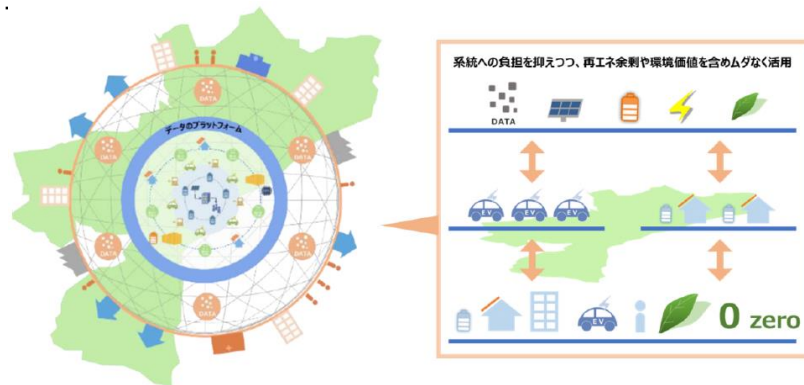 データのプラットフォーム
DATA
DATA
DATA
DATA
DATA
DATA
系統への負担を抑えつつ、再エネ余剰や環境価値を含めムダなく活用
DATA
EV EV EV
EV
0 zero